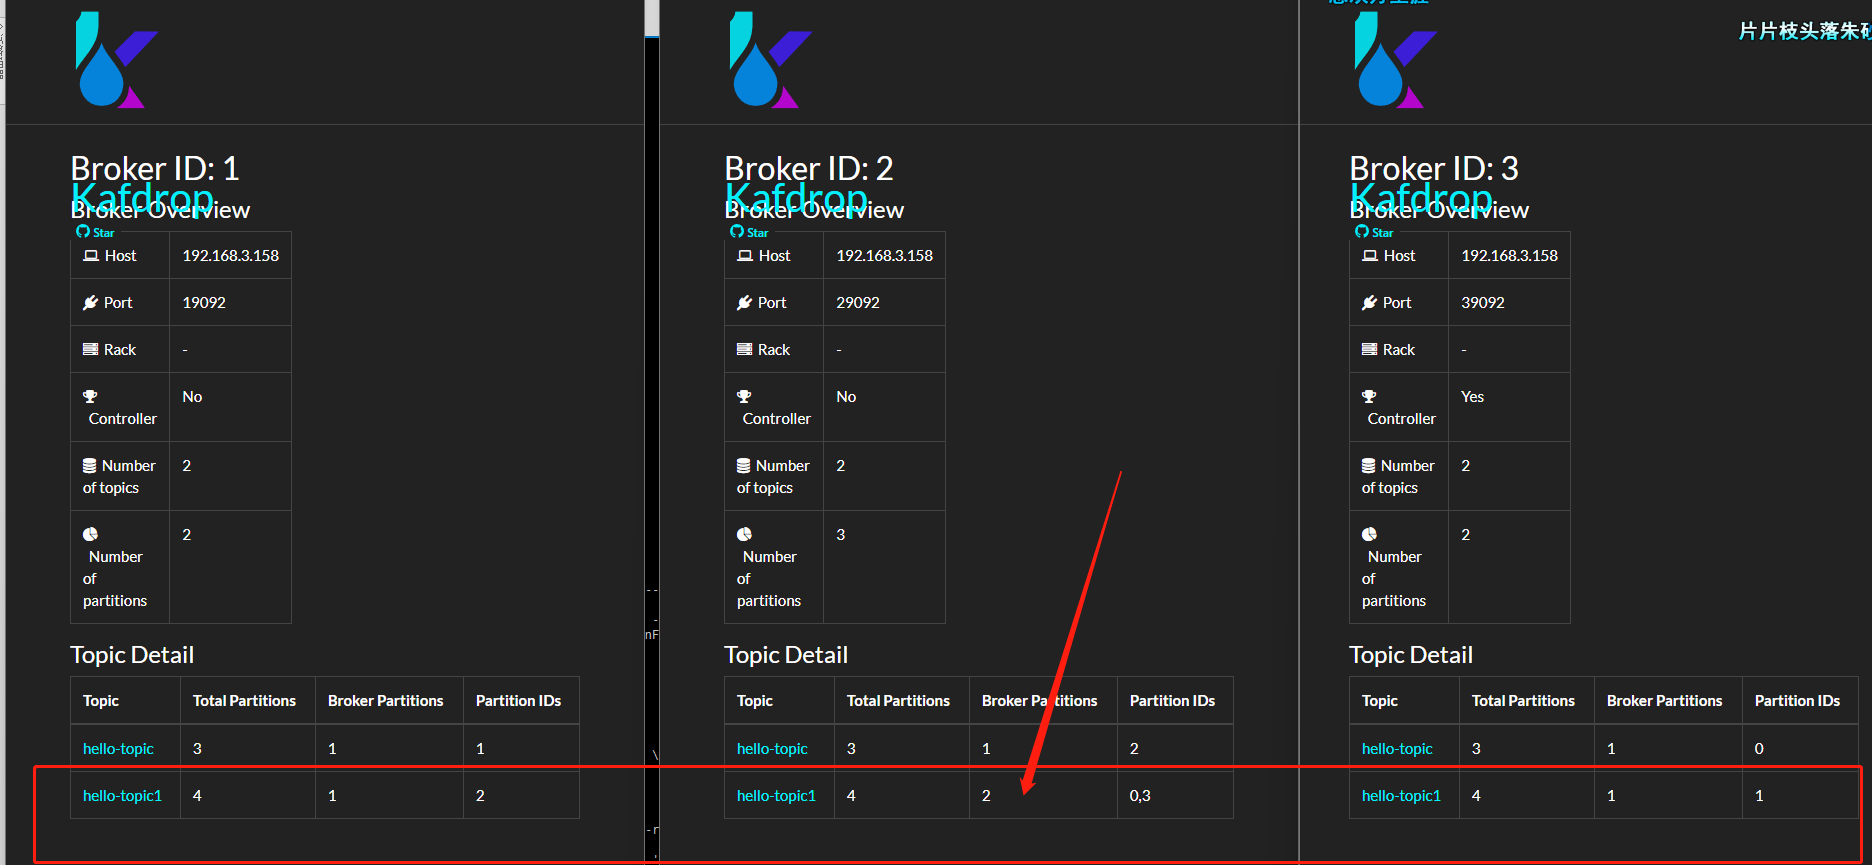 片片枝头落朱
Broker ID: 1
Kafdrop
Broker Overview
Star
Host 192.168.3.158
Port 19092
Rack -
Controller No
Number of topics 2
Number of partitions 2
Topic Detail
Topic Total Partitions Broker Partitions Partition IDs
hello-topic 3 1 1
hello-topic1 4 1 2
Broker ID: 2
Kafdrop
Broker Overview
Star
Host 192.168.3.158
Port 29092
Rack -
Controller No
Number of topics 2
Number of partitions 3
Topic Detail
Topic Total Partitions Broker Partitions Partition IDs
hello-topic 3 1 2
hello-topic1 4 2 0,3
Broker ID: 3
Kafdrop
Broker Overview
Star
Host 192.168.3.158
Port 39092
Rack -
Controller Yes
Number of topics 2
Number of partitions 2
Topic Detail
Topic Total Partitions Broker Partitions Partition IDs
hello-topic 3 1 0
hello-topic1 4 1 1
--
-
nF
\
-r